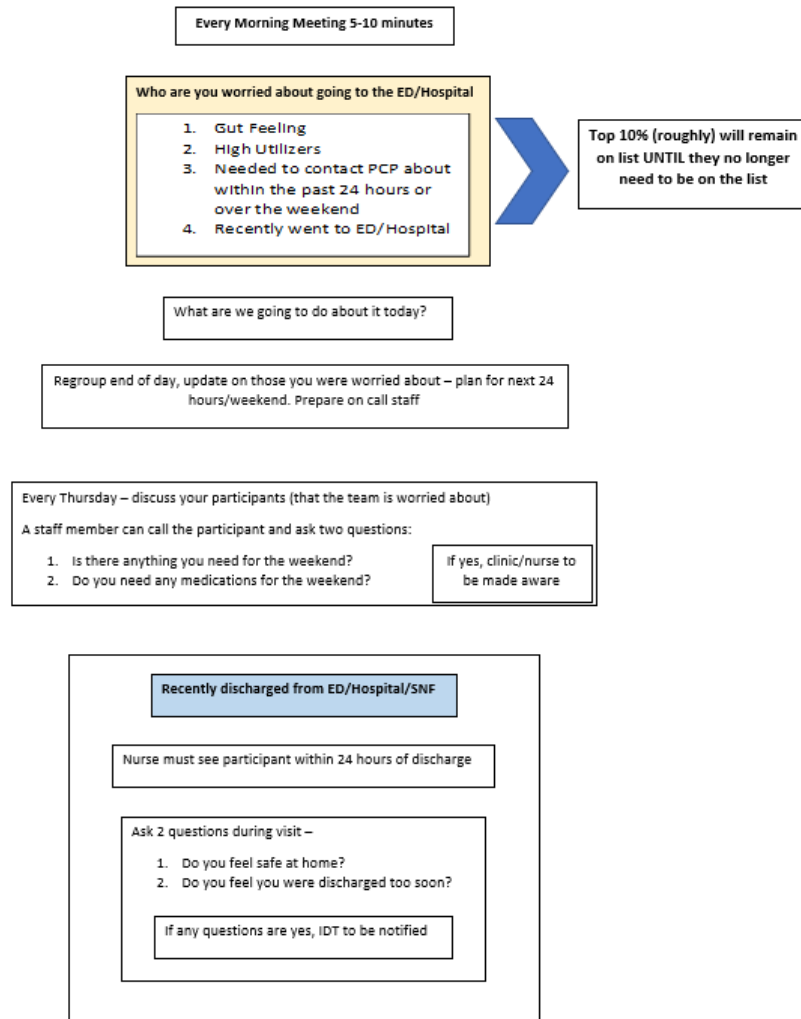 Every Morning Meeting 5-10 minutes
Who are you worried about going to the ED/Hospital
1. Gut Feeling
2. High Utilizers
3. Needed to contact PCP about
within the past 24 hours or
over the weekend
4. Recently went to ED/Hospital
Top 10% (roughly) will remain
on list UNTIL they no longer
need to be on the list
What are we going to do about it today?
Regroup end of day, update on those you were worried about – plan for next 24
hours/weekend. Prepare on call staff
Every Thursday – discuss your participants (that the team is worried about)
A staff member can call the participant and ask two questions:
1. Is there anything you need for the weekend?
2. Do you need any medications for the weekend?
If yes, clinic/nurse to
be made aware
Recently discharged from ED/Hospital/SNF
Nurse must see participant within 24 hours of discharge
Ask 2 questions during visit –
1. Do you feel safe at home?
2. Do you feel you were discharged too soon?
If any questions are yes, IDT to be notified